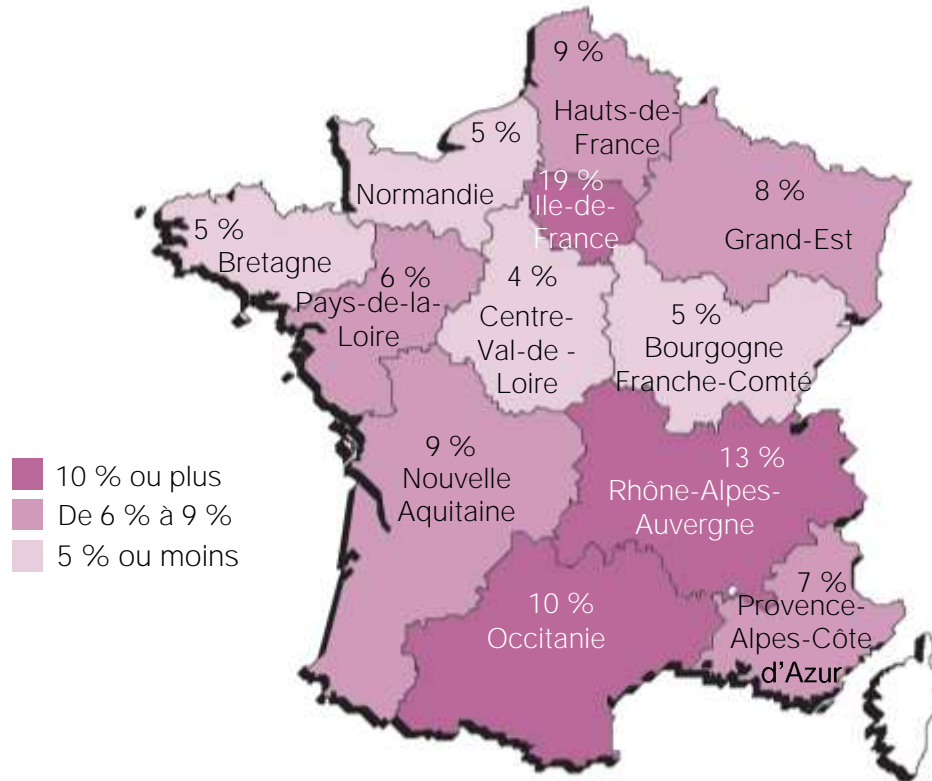 9 %
Hauts-de-
France
5 %
Normandie
19 %
Ile-de-
France
8 %
Grand-Est
5 %
Bretagne
6 %
Pays-de-la-
Loire
4 %
Centre-
Val-de -
Loire
5 %
Bourgogne
Franche-Comté
9 %
Nouvelle
Aquitaine
13 %
Rhône-Alpes-
Auvergne
10 %
Occitanie
7 %
Provence-
Alpes-Côte
d'Azur
10 % ou plus
De 6 % à 9 %
5 % ou moins